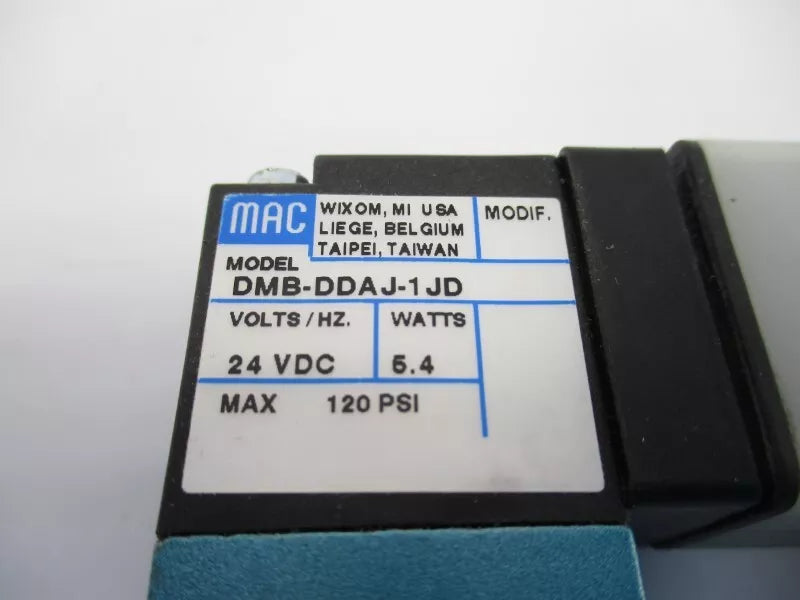 MAC
WIXOM, MI USA
LIEGE, BELGIUM
TAIPEI, TAIWAN
MODIF.
MODEL
DMB-DDAJ-1JD
VOLTS/HZ.
WATTS
24 VDC
5.4
MAX 120 PSI